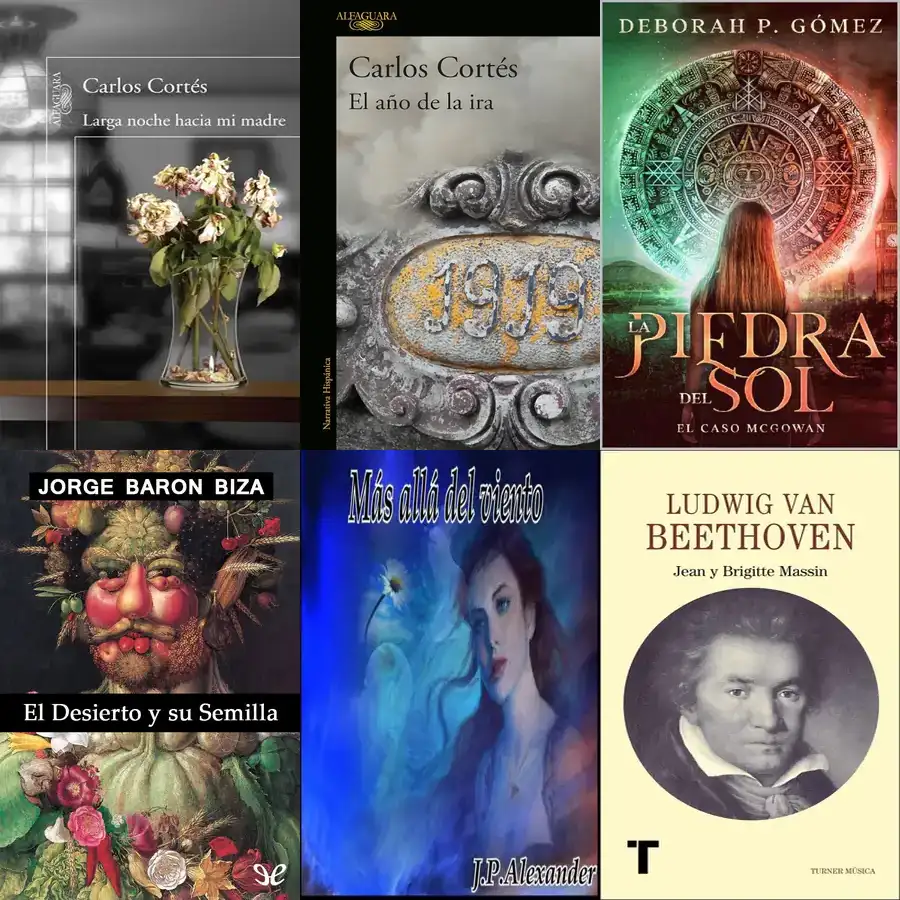 ALFAGUARA
Carlos Cortés
Larga noche hacia mi madre
ALFAGUARA
Carlos Cortés
El año de la ira
1919
Narrativa Hispánica
DEBORAH P. GÓMEZ
LA
PIEDRA
DEL
SOL
EL CASO MCGOWAN
JORGE BARON BIZA
El Desierto y su Semilla
Más allá del viento
J.P.Alexander
LUDWIG VAN
BEETHOVEN
Jean y Brigitte Massin
T
TURNER MÚSICA